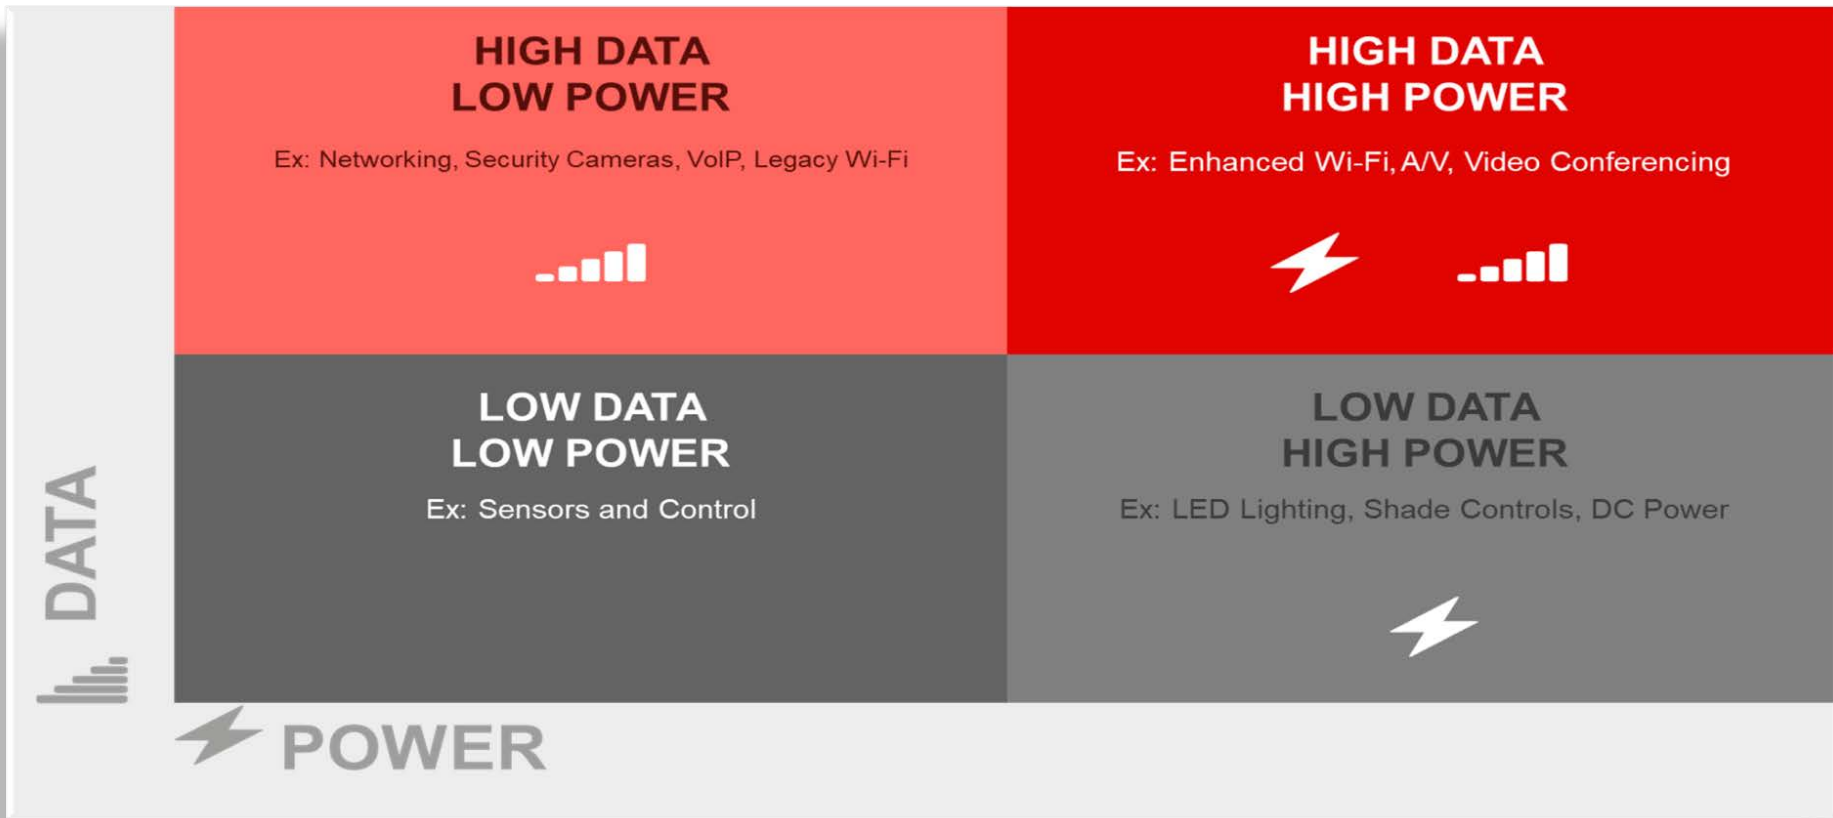 HIGH DATA
LOW POWER
Ex: Networking, Security Cameras, VoIP, Legacy Wi-Fi
HIGH DATA
HIGH POWER
Ex: Enhanced Wi-Fi, A/V, Video Conferencing
LOW DATA
LOW POWER
Ex: Sensors and Control
LOW DATA
HIGH POWER
Ex: LED Lighting, Shade Controls, DC Power
DATA
POWER